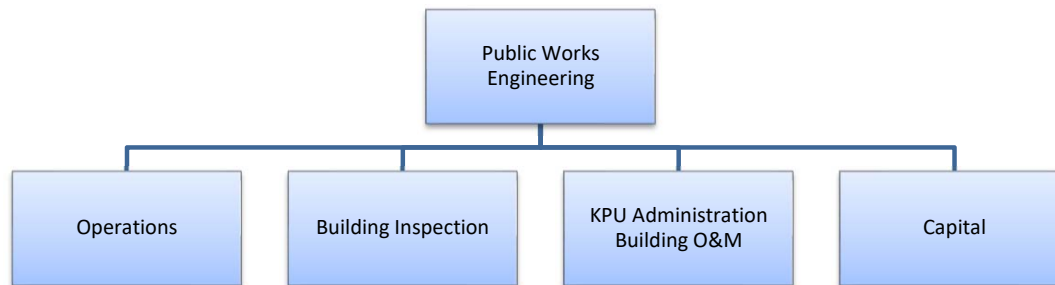 Public Works
Engineering
Operations
Building Inspection
KPU Administration
Building O&M
Capital